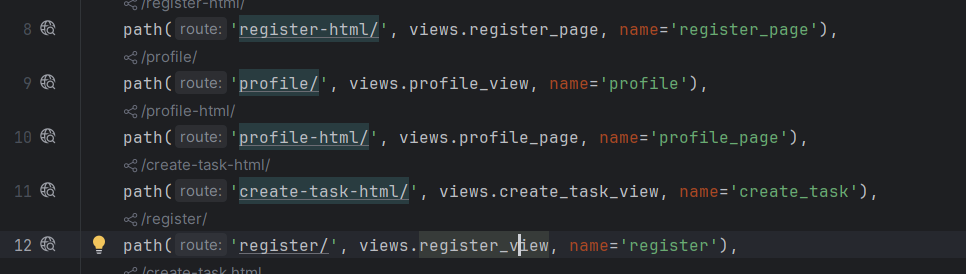 /register-html/
8 path( route: 'register-html/', views.register_page, name='register_page'),
/profile/
9 path( route: 'profile/', views.profile_view, name='profile'),
/profile-html/
10 path( route: 'profile-html/', views.profile_page, name='profile_page'),
/create-task-html/
11 path( route: 'create-task-html/', views.create_task_view, name='create_task'),
/register/
12 path( route: 'register/', views.register_view, name='register'),
/create-task html